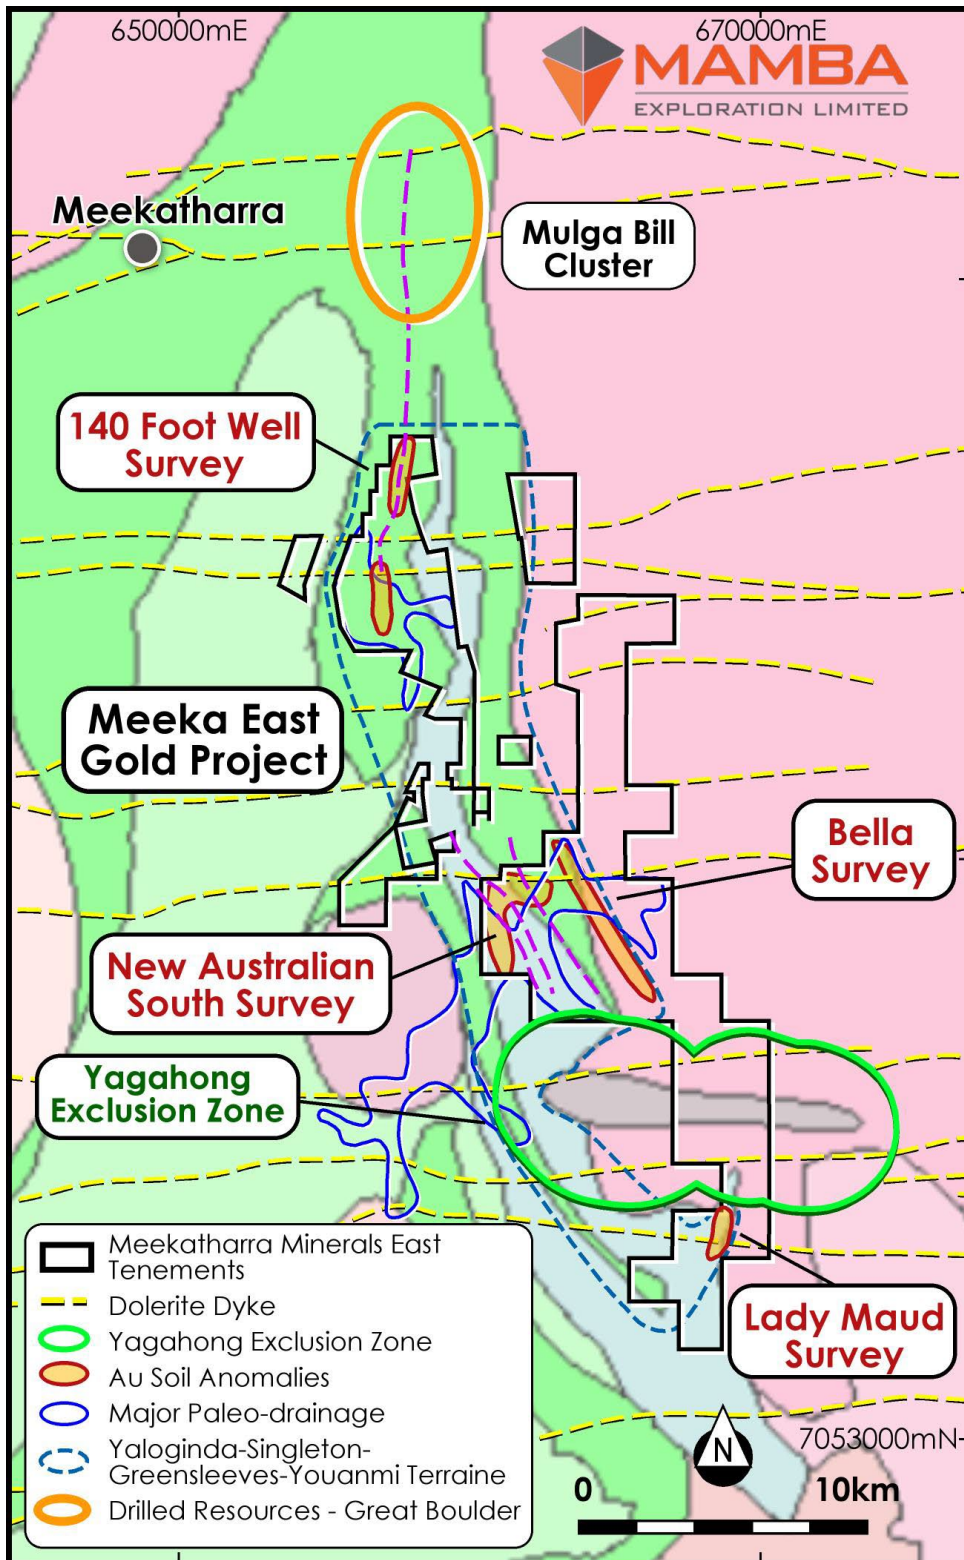 650000mE
670000mE
MAMBA
EXPLORATION LIMITED
Meekatharra
Mulga Bill
Cluster
140 Foot Well
Survey
Meeka East
Gold Project
Bella
Survey
New Australian
South Survey
Yagahong
Exclusion Zone
Lady Maud
Survey
Meekatharra Minerals East
Tenements
Dolerite Dyke
Yagahong Exclusion Zone
Au Soil Anomalies
Major Paleo-drainage
Yaloginda-Singleton-
Greensleeves-Youanmi Terraine
Drilled Resources - Great Boulder
N
7053000mN
0
10km